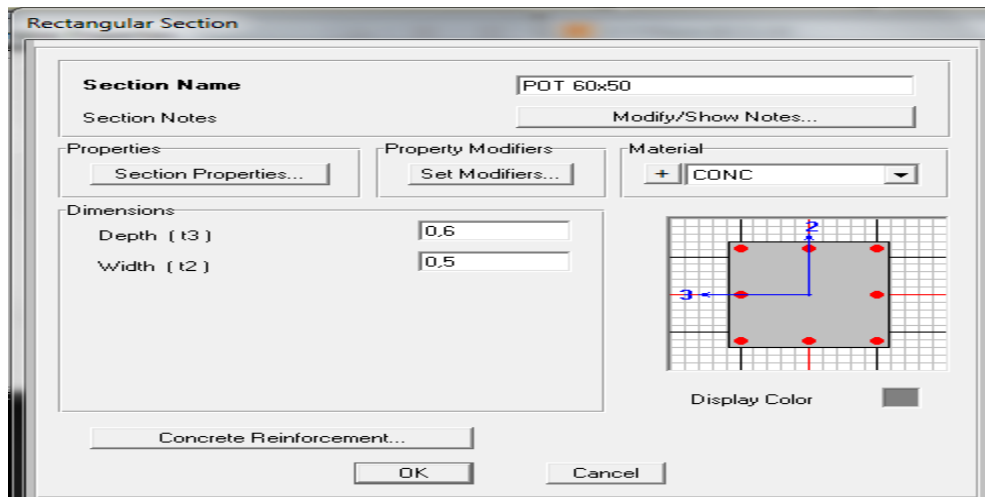 Rectangular Section
Section Name
POT 60x50
Section Notes
Modify/Show Notes...
Properties
Section Properties...
Property Modifiers
Set Modifiers...
Material
+ CONC
Dimensions
Depth ( t3 )
0,6
Width ( t2 )
0,5
2
3
Display Color
Concrete Reinforcement...
OK
Cancel